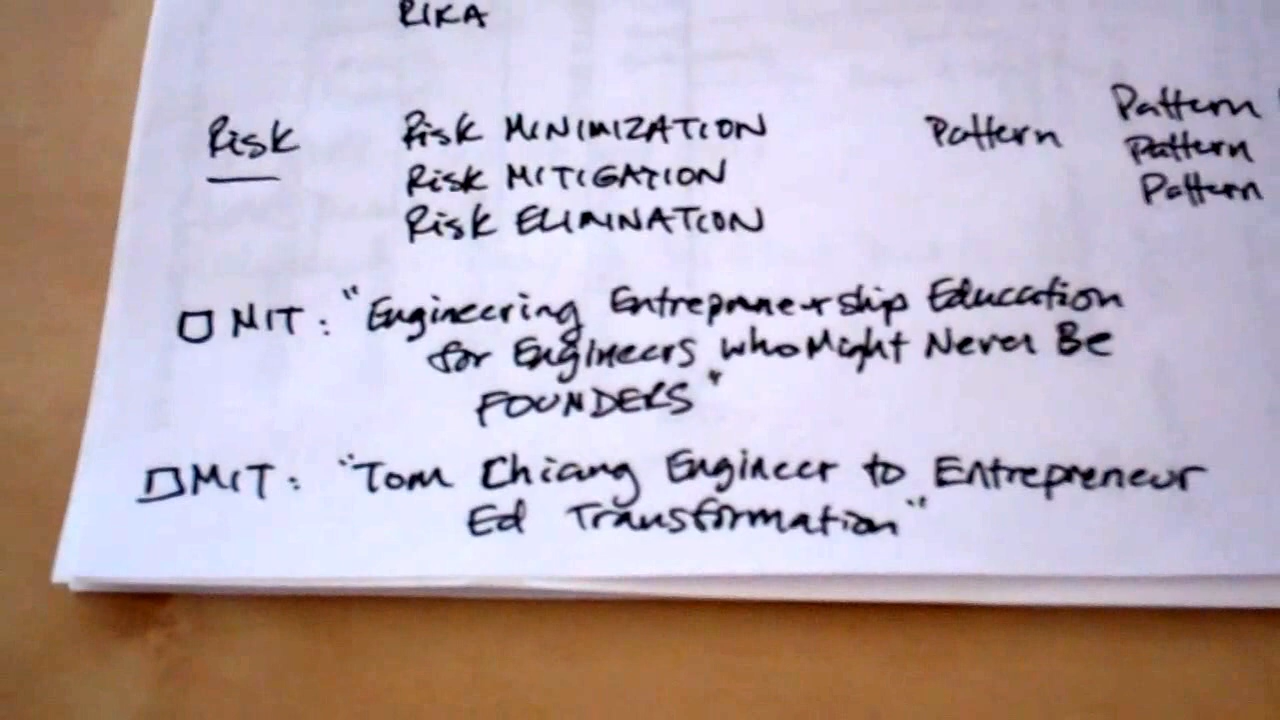 RIKA
Risk Risk MINIMIZATION Pattern Pattern
Risk MITIGATION Pattern
Risk ELIMINATION Pattern
MIT: "Engineering Entrepreneurship Education
for Engineers who Might Never Be
FOUNDERS"
MIT: "Tom Chiang Engineer to Entrepreneur
Ed Transformation"